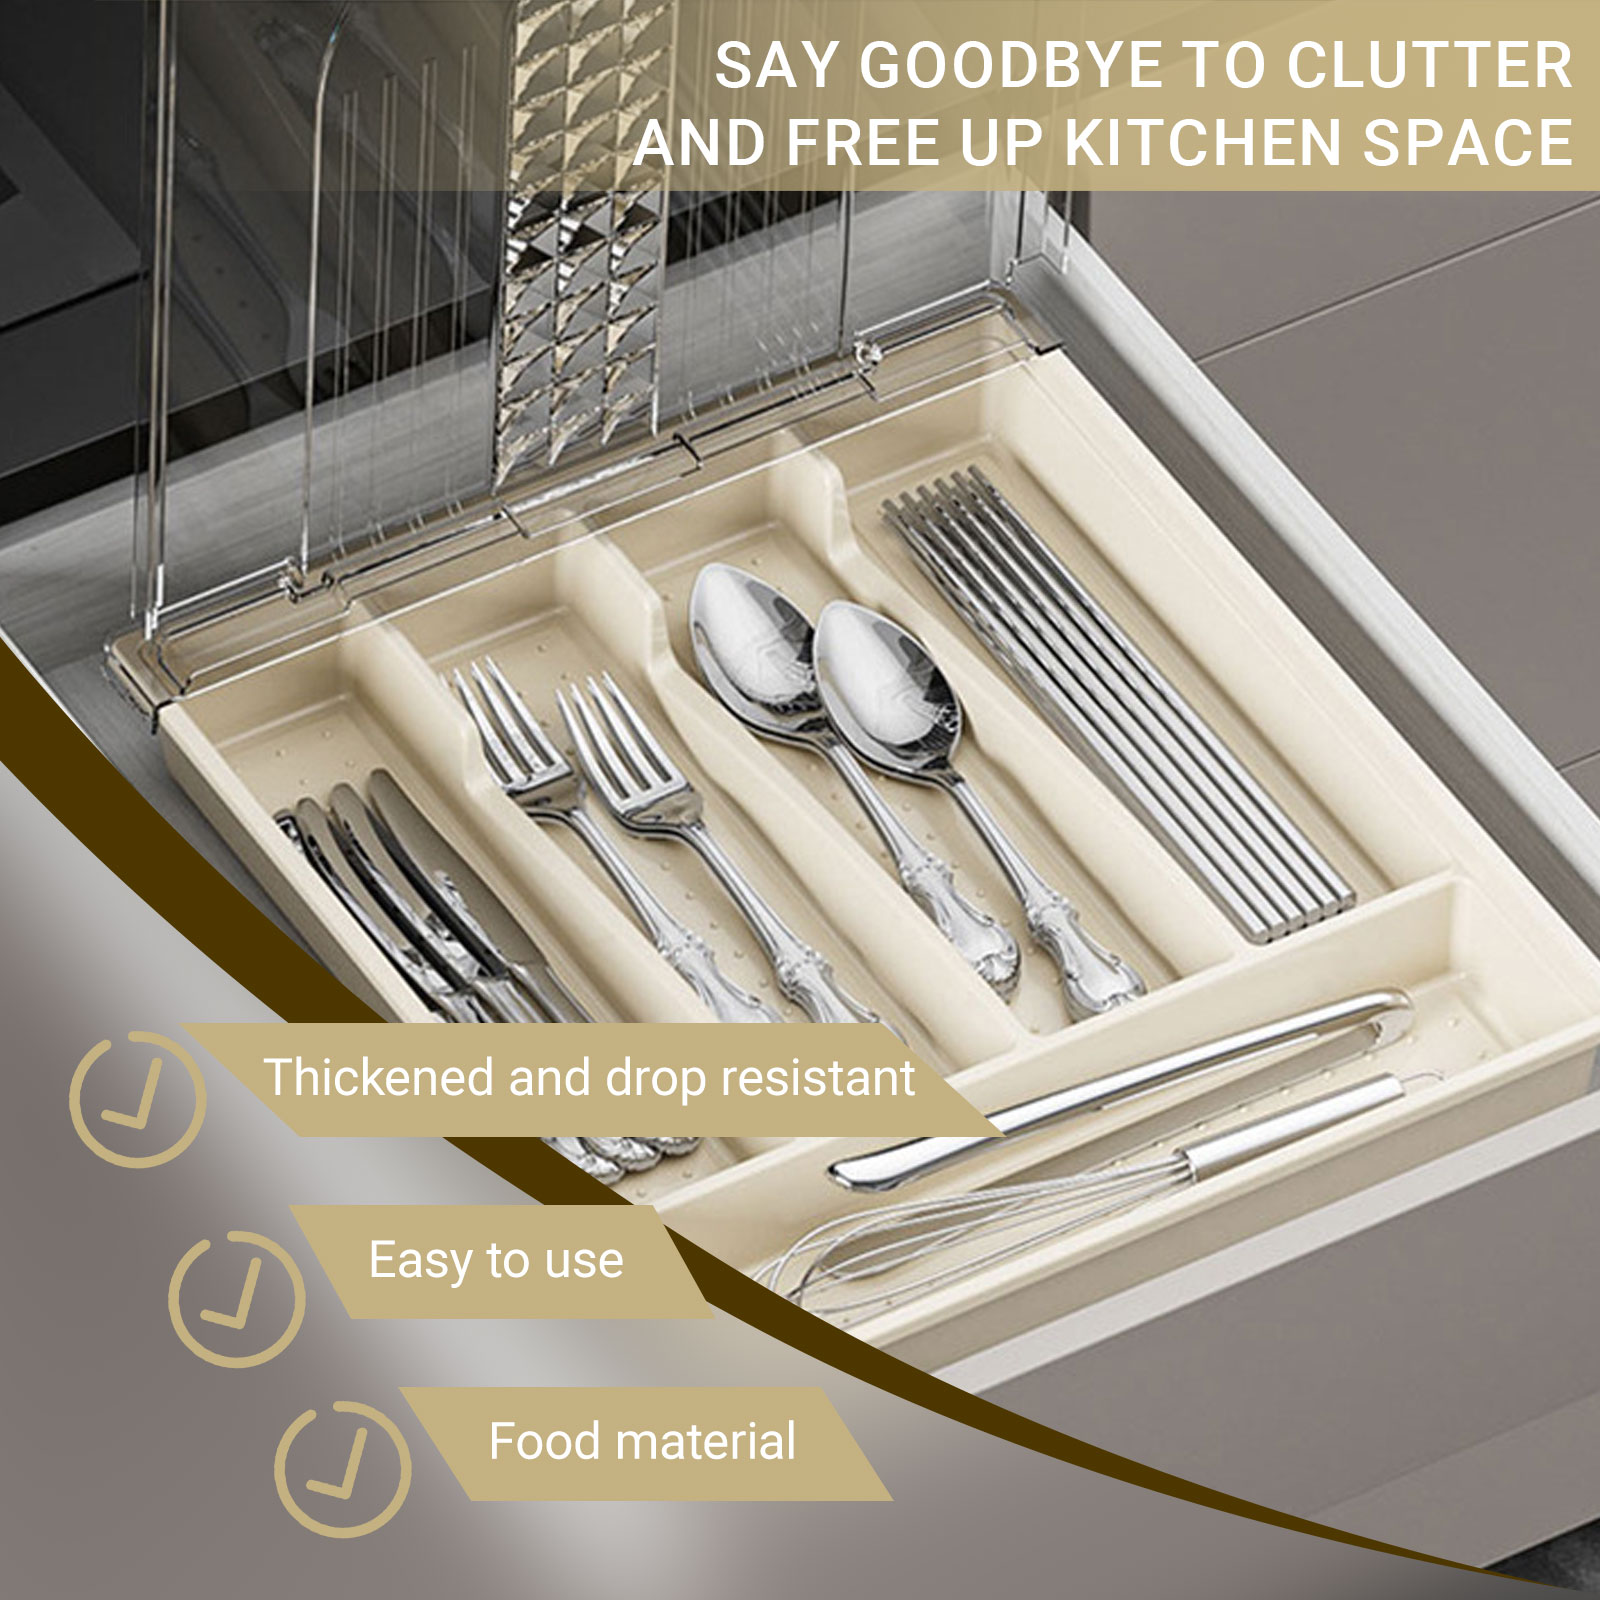 SAY GOODBYE TO CLUTTER
AND FREE UP KITCHEN SPACE
Thickened and drop resistant
Easy to use
Food material